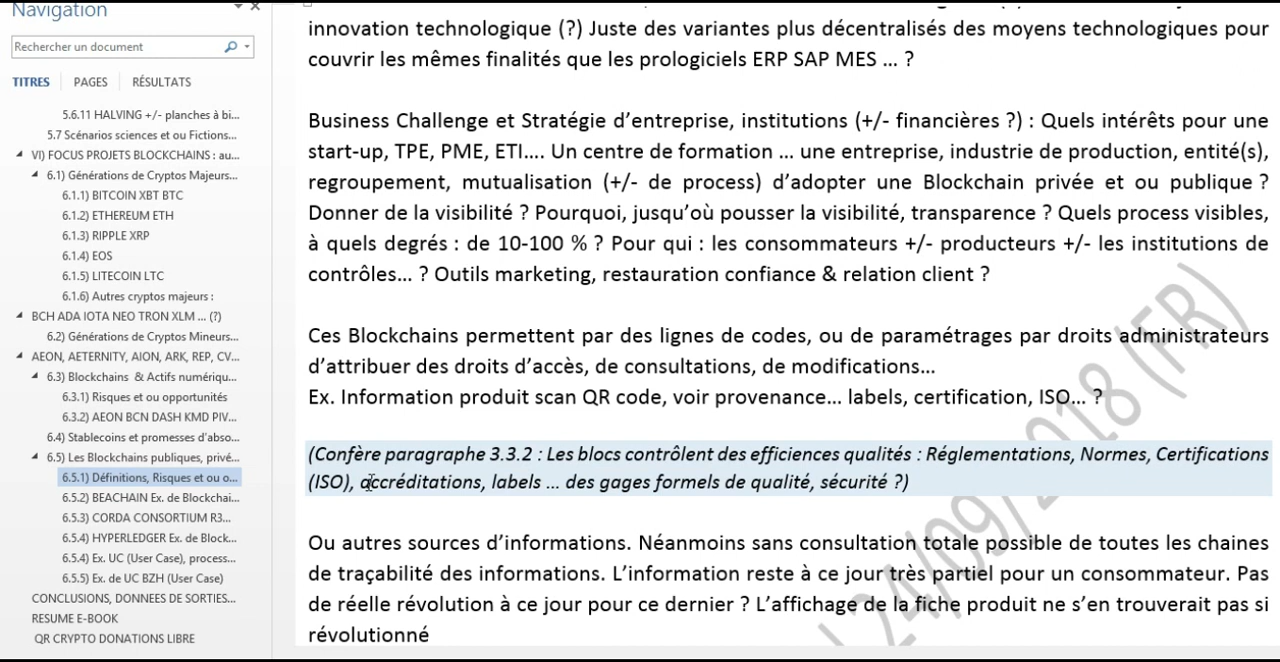 Navigation
Rechercher un document
TITRES PAGES RÉSULTATS
5.6.11 HALVING +/- planches à bi...
5.7 Scénarios sciences et ou Fictions...
VI) FOCUS PROJETS BLOCKCHAINS : au...
6.1) Générations de Cryptos Majeurs...
6.1.1) BITCOIN XBT BTC
6.1.2) ETHEREUM ETH
6.1.3) RIPPLE XRP
6.1.4) EOS
6.1.5) LITECOIN LTC
6.1.6) Autres cryptos majeurs :
BCH ADA IOTA NEO TRON XLM ... (?)
6.2) Générations de Cryptos Mineurs...
AEON, AETERNITY, AION, ARK, REP, CV...
6.3) Blockchains & Actifs numériqu...
6.3.1) Risques et ou opportunités
6.3.2) AEON BCN DASH KMD PIV...
6.4) Stablecoins et promesses d'abso...
6.5) Les Blockchains publiques, privé...
6.5.1) Définitions, Risques et ou o...
6.5.2) BEACHAIN Ex. de Blockchai...
6.5.3) CORDA CONSORTIUM R3...
6.5.4) HYPERLEDGER Ex. de Block...
6.5.4) Ex. UC (User Case), process...
6.5.5) Ex. de UC BZH (User Case)
CONCLUSIONS, DONNEES DE SORTIES...
RESUME E-BOOK
QR CRYPTO DONATIONS LIBRE
innovation technologique (?) Juste des variantes plus décentralisés des moyens technologiques pour
couvrir les mêmes finalités que les prologiciels ERP SAP MES ... ?
Business Challenge et Stratégie d'entreprise, institutions (+/- financières ?) : Quels intérêts pour une
start-up, TPE, PME, ETI.... Un centre de formation ... une entreprise, industrie de production, entité(s),
regroupement, mutualisation (+/- de process) d'adopter une Blockchain privée et ou publique ?
Donner de la visibilité ? Pourquoi, jusqu'où pousser la visibilité, transparence ? Quels process visibles,
à quels degrés : de 10-100 % ? Pour qui : les consommateurs +/- producteurs +/- les institutions de
contrôles... ? Outils marketing, restauration confiance & relation client ?
Ces Blockchains permettent par des lignes de codes, ou de paramétrages par droits administrateurs
d'attribuer des droits d'accès, de consultations, de modifications...
Ex. Information produit scan QR code, voir provenance... labels, certification, ISO... ?
(Confère paragraphe 3.3.2 : Les blocs contrôlent des efficiences qualités : Réglementations, Normes, Certifications
(ISO), accréditations, labels ... des gages formels de qualité, sécurité ?)
Ou autres sources d'informations. Néanmoins sans consultation totale possible de toutes les chaines
de traçabilité des informations. L'information reste à ce jour très partiel pour un consommateur. Pas
de réelle révolution à ce jour pour ce dernier ? L'affichage de la fiche produit ne s'en trouverait pas si
révolutionné
24/09/2018 (FR)